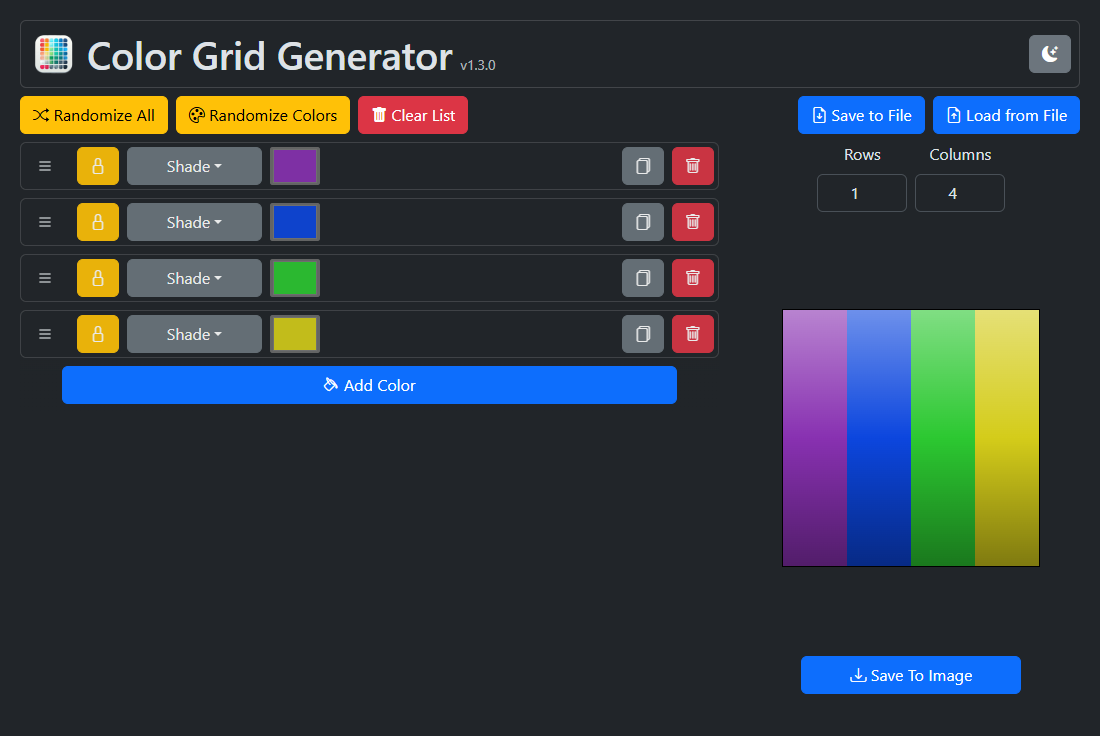 Color Grid Generator v1.3.0
Randomize All Randomize Colors Clear List Save to File Load from File
Rows Columns
Shade
1 4
Shade
Shade
Shade
Add Color
Save To Image